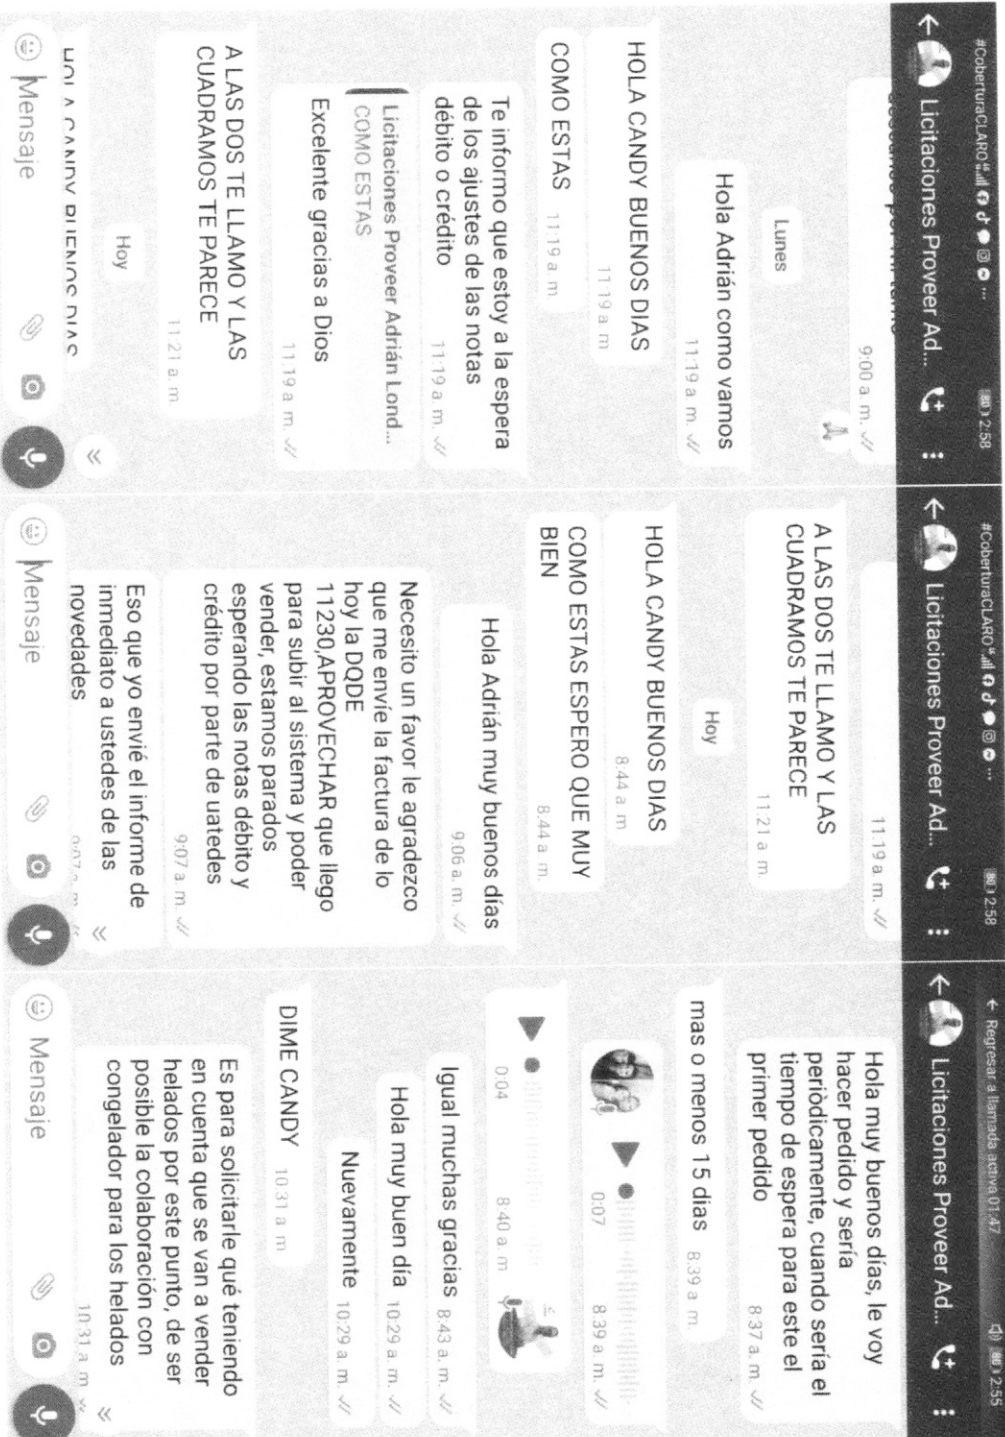 #CoberturaCLARO
80 2:58
Licitaciones Proveer Ad...
9:00 a. m.
Lunes
Hola Adrián como vamos
11:19 a. m.
HOLA CANDY BUENOS DIAS
11:19 a m
COMO ESTAS 11:19 a. m.
Te informo que estoy a la espera
de los ajustes de las notas
débito o crédito
11:19 a. m.
Licitaciones Proveer Adrián Lond...
COMO ESTAS
Excelente gracias a Dios
11:19 a. m.
A LAS DOS TE LLAMO Y LAS
CUADRAMOS TE PARECE
11:21 a. m
Hoy
HOLA CANDY BUENOS DIAS
Mensaje
#CoberturaCLARO
80 2:58
Licitaciones Proveer Ad...
11:19 a. m.
A LAS DOS TE LLAMO Y LAS
CUADRAMOS TE PARECE
11:21 a m
Hoy
HOLA CANDY BUENOS DIAS
8:44 a m
COMO ESTAS ESPERO QUE MUY
BIEN
8:44 a m.
Hola Adrián muy buenos días
9:06 a. m.
Necesito un favor le agradezco
que me envíe la factura de lo
hoy la DQDE
11230,APROVECHAR que llego
para subir al sistema y poder
vender, estamos parados
esperando las notas débito y
crédito por parte de uatedes
9:07 a. m.
Eso que yo envié el informe de
inmediato a ustedes de las
novedades
9:07 a. m.
Mensaje
← Regresar a llamada activa 01:47
80 2:55
Licitaciones Proveer Ad...
Hola muy buenos días, le voy
hacer pedido y sería
periòdicamente, cuando sería el
tiempo de espera para este el
primer pedido
8:37 a. m.
mas o menos 15 dias 8:39 a m.
0:07
8:39 a. m.
0:04
8:40 a. m
Igual muchas gracias 8:43 a. m.
Hola muy buen día 10:29 a. m.
Nuevamente 10:29 a. m.
DIME CANDY 10:31 a m
Es para solicitarle qué teniendo
en cuenta que se van a vender
helados por este punto, de ser
posible la colaboración con
congelador para los helados
10:31 a m
Mensaje